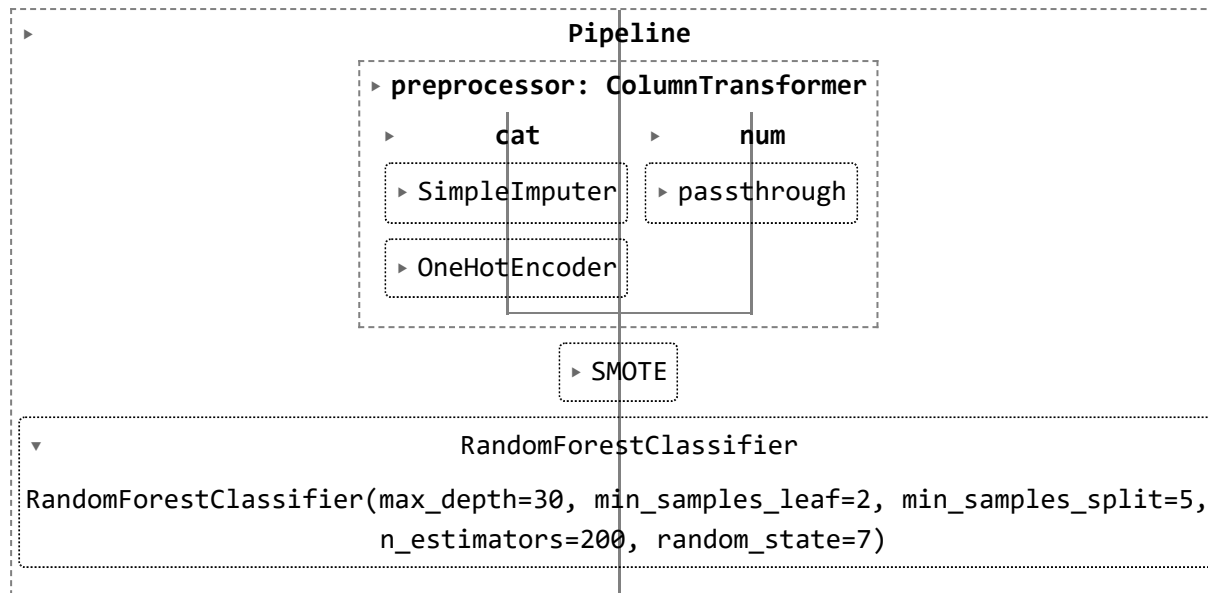 Pipeline
preprocessor: ColumnTransformer
cat num
SimpleImputer passthrough
OneHotEncoder
SMOTE
RandomForestClassifier
RandomForestClassifier(max_depth=30, min_samples_leaf=2, min_samples_split=5,
n_estimators=200, random_state=7)